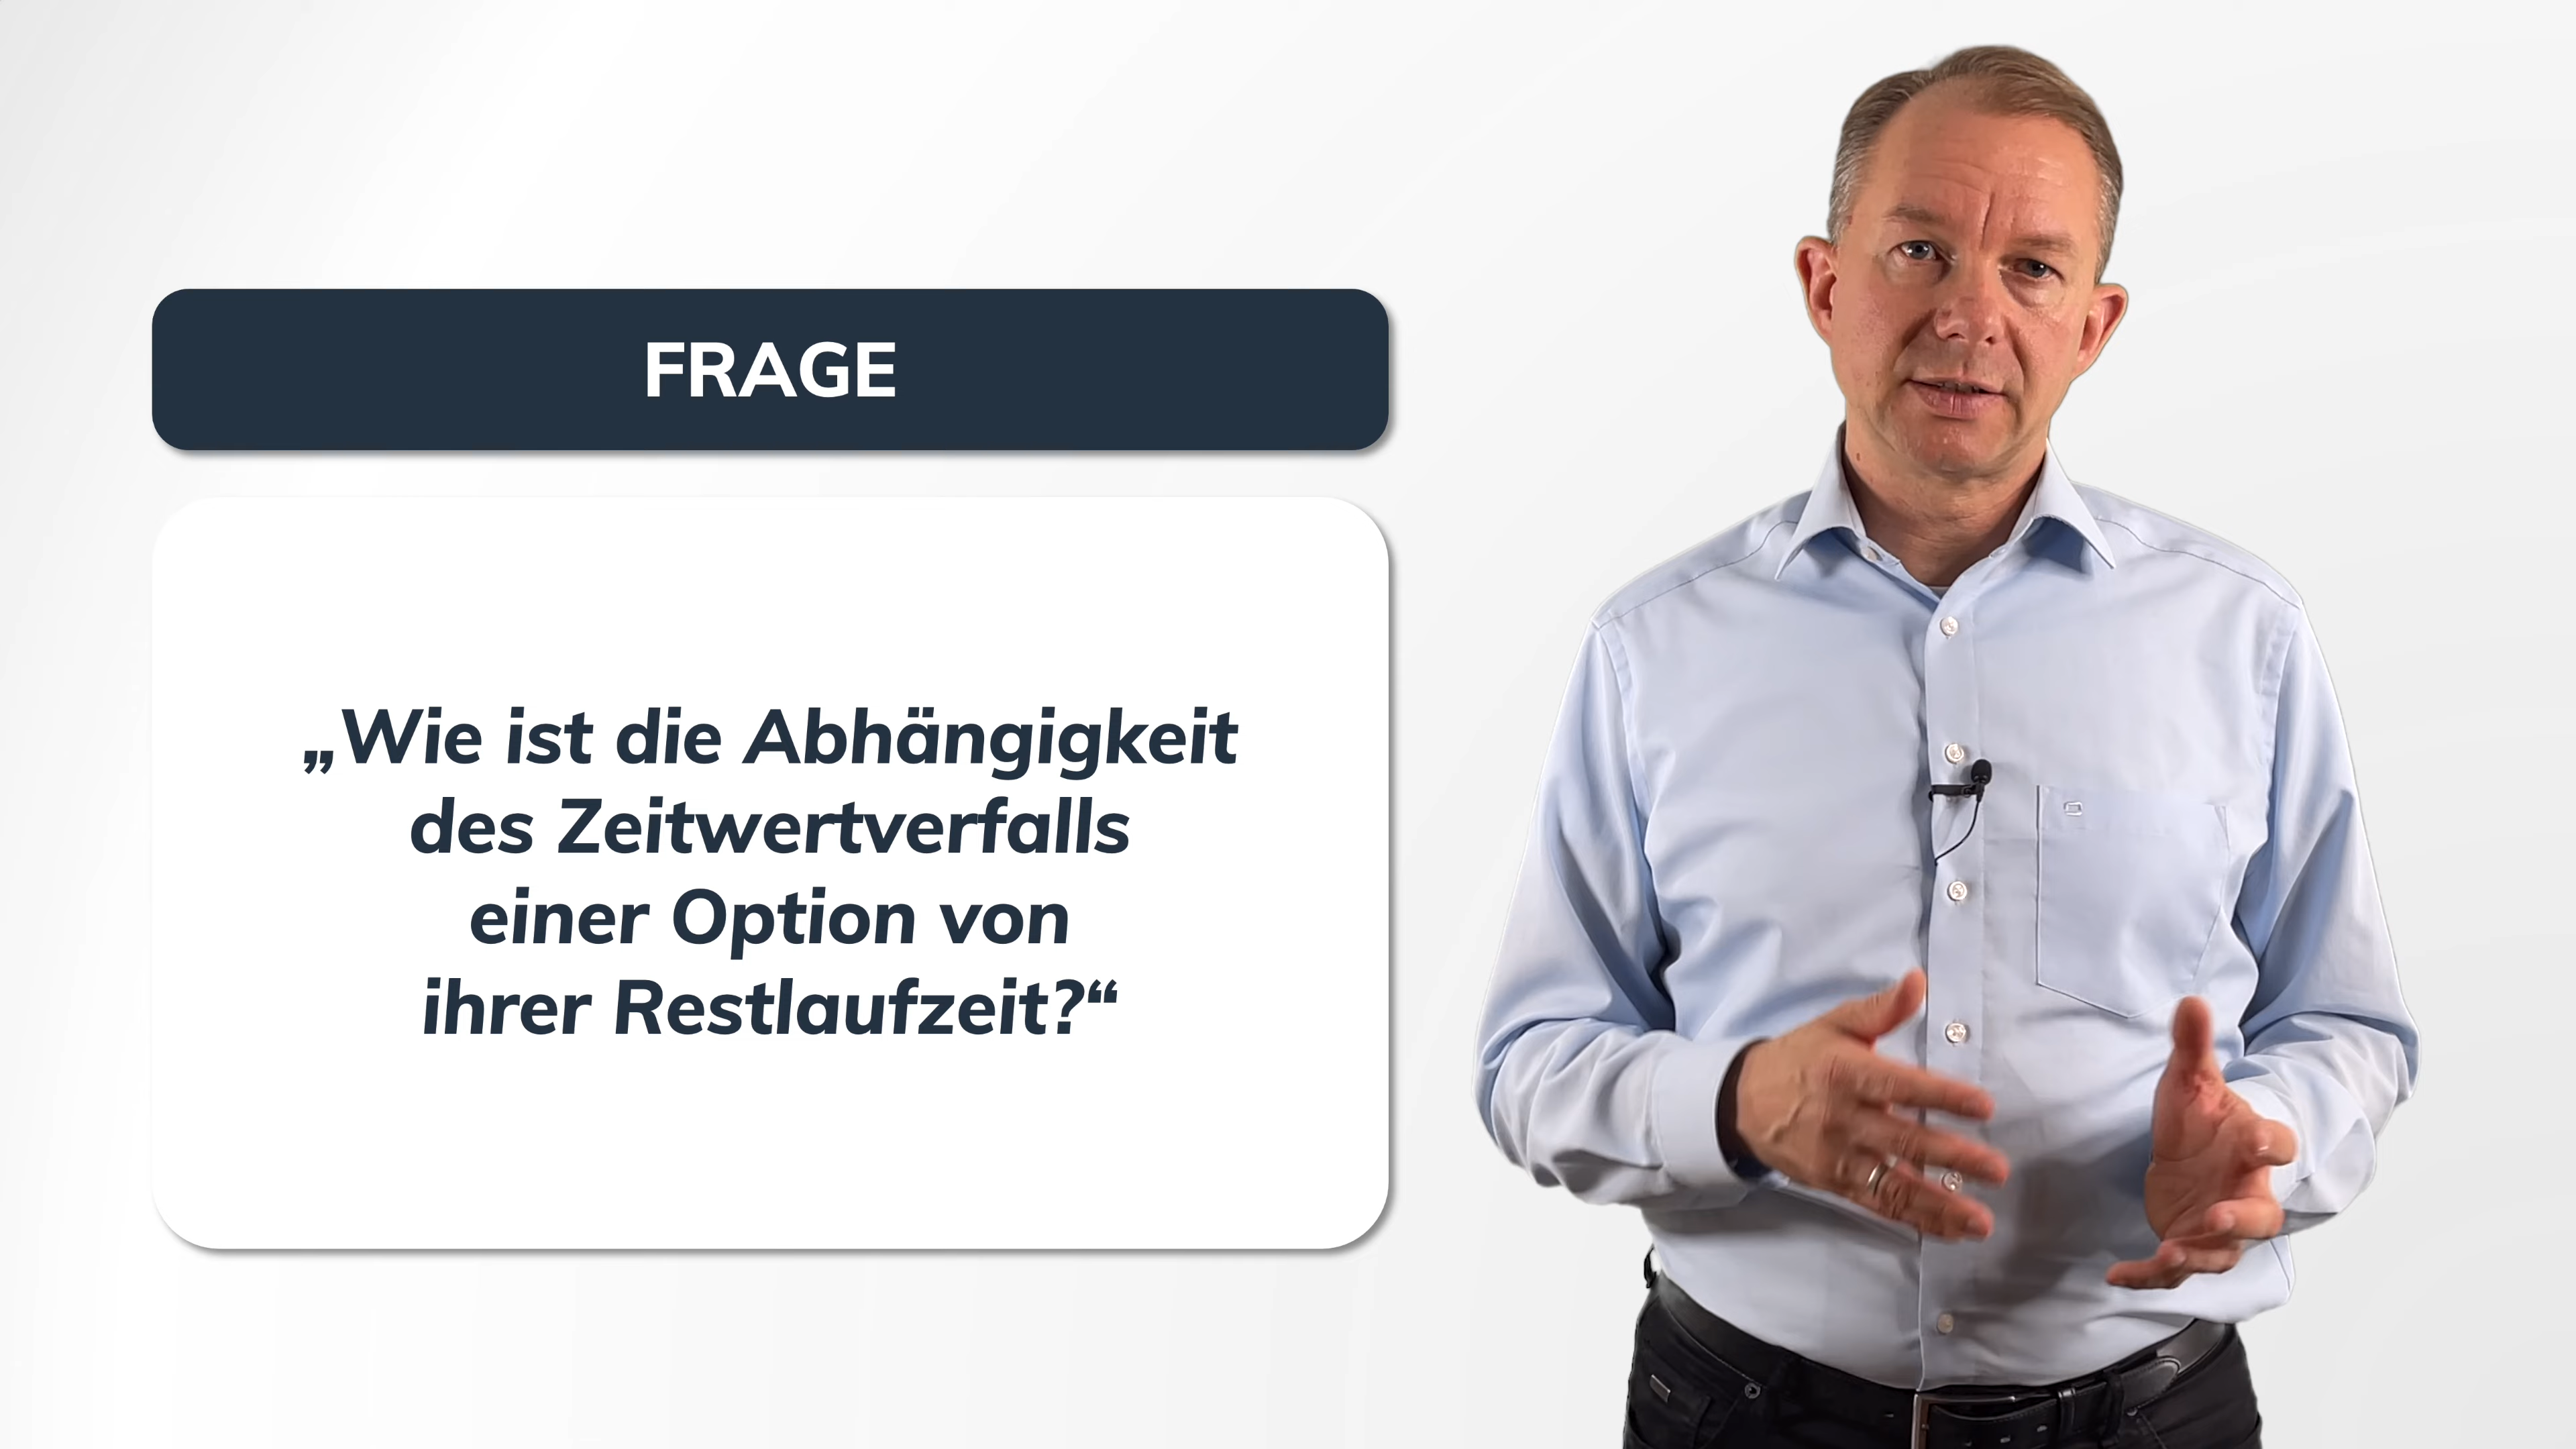 FRAGE
„Wie ist die Abhängigkeit
des Zeitwertverfalls
einer Option von
ihrer Restlaufzeit?“